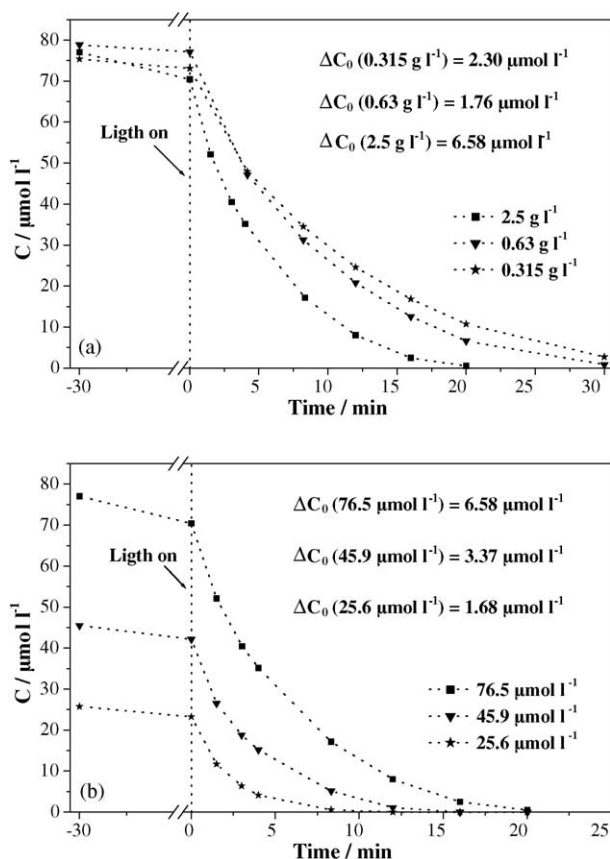 80
70
60
50
40
30
20
10
0
C / μmol l⁻¹
ΔC₀ (0.315 g l⁻¹) = 2.30 μmol l⁻¹
ΔC₀ (0.63 g l⁻¹) = 1.76 μmol l⁻¹
ΔC₀ (2.5 g l⁻¹) = 6.58 μmol l⁻¹
Ligth on
2.5 g l⁻¹
0.63 g l⁻¹
0.315 g l⁻¹
(a)
-30 0 5 10 15 20 25 30
Time / min
80
70
60
50
40
30
20
10
0
C / μmol l⁻¹
ΔC₀ (76.5 μmol l⁻¹) = 6.58 μmol l⁻¹
Ligth on
ΔC₀ (45.9 μmol l⁻¹) = 3.37 μmol l⁻¹
ΔC₀ (25.6 μmol l⁻¹) = 1.68 μmol l⁻¹
76.5 μmol l⁻¹
45.9 μmol l⁻¹
25.6 μmol l⁻¹
(b)
-30 0 5 10 15 20 25
Time / min